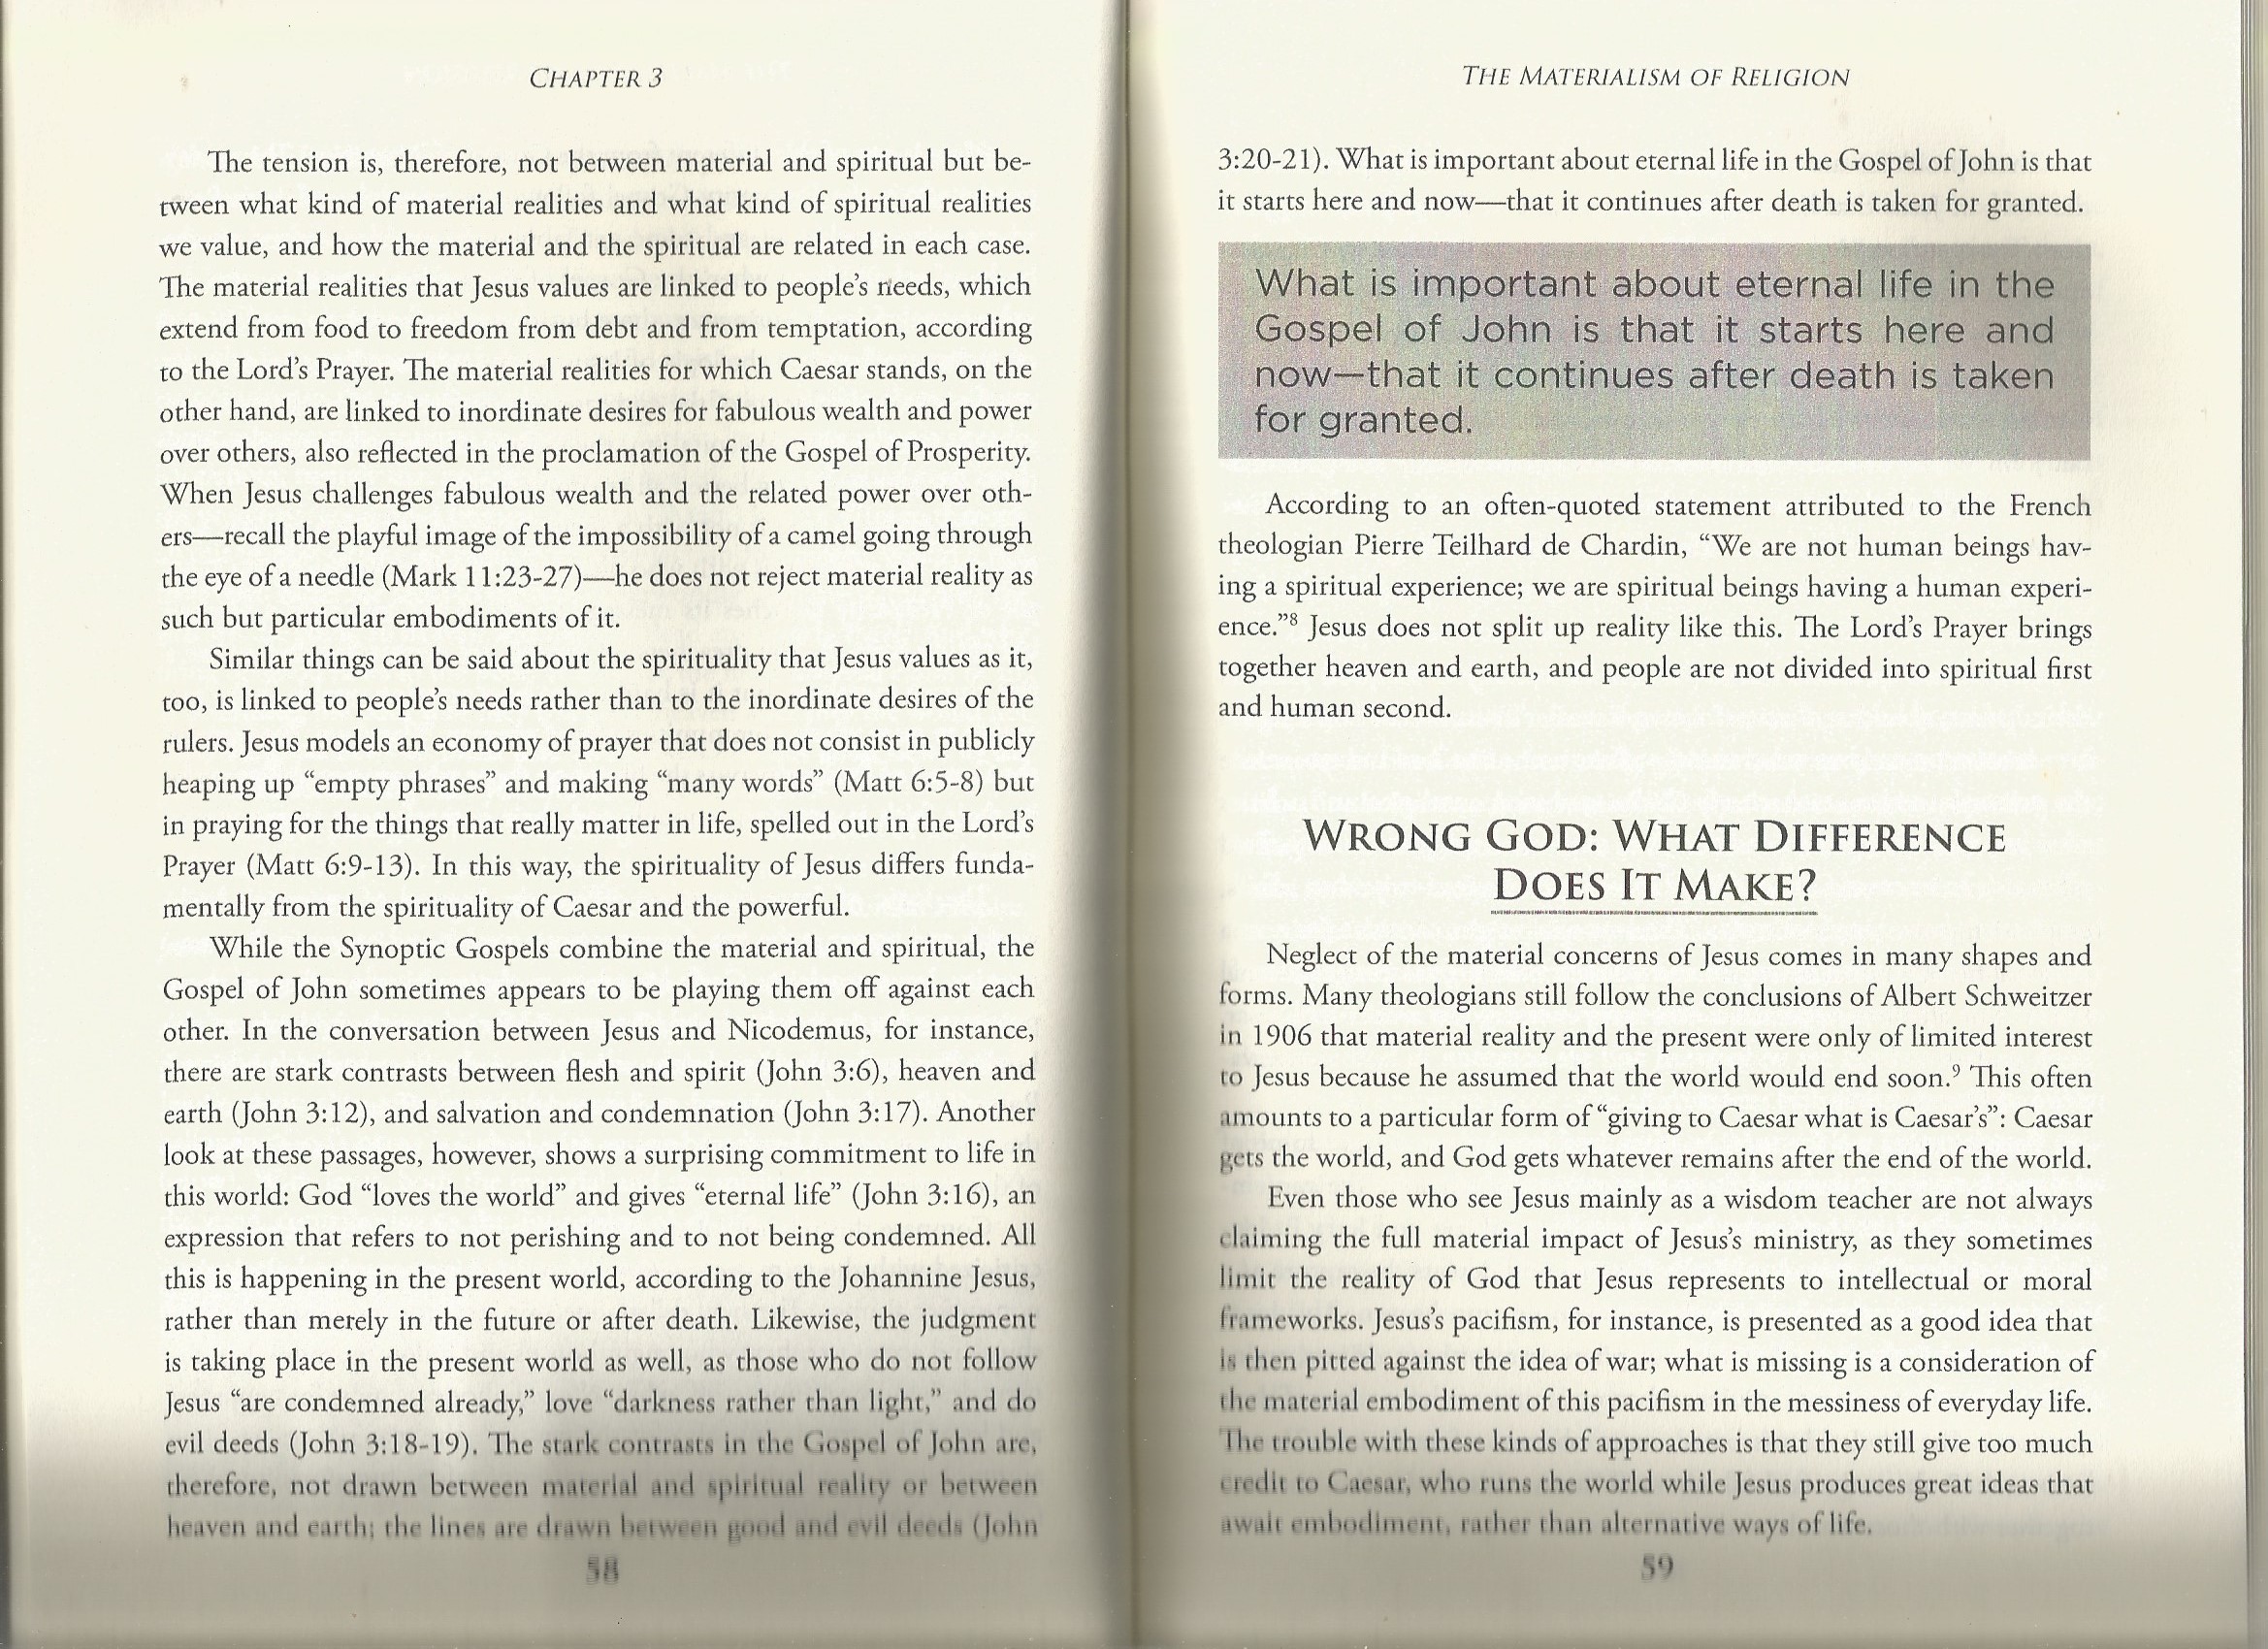 CHAPTER 3
The tension is, therefore, not between material and spiritual but be-
tween what kind of material realities and what kind of spiritual realities
we value, and how the material and the spiritual are related in each case.
The material realities that Jesus values are linked to people's needs, which
extend from food to freedom from debt and from temptation, according
to the Lord's Prayer. The material realities for which Caesar stands, on the
other hand, are linked to inordinate desires for fabulous wealth and power
over others, also reflected in the proclamation of the Gospel of Prosperity.
When Jesus challenges fabulous wealth and the related power over oth-
ers—recall the playful image of the impossibility of a camel going through
the eye of a needle (Mark 11:23-27)—he does not reject material reality as
such but particular embodiments of it.
Similar things can be said about the spirituality that Jesus values as it,
too, is linked to people's needs rather than to the inordinate desires of the
rulers. Jesus models an economy of prayer that does not consist in publicly
heaping up “empty phrases” and making “many words” (Matt 6:5-8) but
in praying for the things that really matter in life, spelled out in the Lord's
Prayer (Matt 6:9-13). In this way, the spirituality of Jesus differs funda-
mentally from the spirituality of Caesar and the powerful.
While the Synoptic Gospels combine the material and spiritual, the
Gospel of John sometimes appears to be playing them off against each
other. In the conversation between Jesus and Nicodemus, for instance,
there are stark contrasts between flesh and spirit (John 3:6), heaven and
earth (John 3:12), and salvation and condemnation (John 3:17). Another
look at these passages, however, shows a surprising commitment to life in
this world: God “loves the world” and gives “eternal life” (John 3:16), an
expression that refers to not perishing and to not being condemned. All
this is happening in the present world, according to the Johannine Jesus,
rather than merely in the future or after death. Likewise, the judgment
is taking place in the present world as well, as those who do not follow
Jesus “are condemned already,” love “darkness rather than light,” and do
evil deeds (John 3:18-19). The stark contrasts in the Gospel of John are,
therefore, not drawn between material and spiritual reality or between
heaven and earth; the lines are drawn between good and evil deeds (John
58
THE MATERIALISM OF RELIGION
3:20-21). What is important about eternal life in the Gospel of John is that
it starts here and now—that it continues after death is taken for granted.
What is important about eternal life in the
Gospel of John is that it starts here and
now—that it continues after death is taken
for granted.
According to an often-quoted statement attributed to the French
theologian Pierre Teilhard de Chardin, “We are not human beings hav-
ing a spiritual experience; we are spiritual beings having a human experi-
ence.”⁸ Jesus does not split up reality like this. The Lord's Prayer brings
together heaven and earth, and people are not divided into spiritual first
and human second.
WRONG GOD: WHAT DIFFERENCE
DOES IT MAKE?
Neglect of the material concerns of Jesus comes in many shapes and
forms. Many theologians still follow the conclusions of Albert Schweitzer
in 1906 that material reality and the present were only of limited interest
to Jesus because he assumed that the world would end soon.⁹ This often
amounts to a particular form of “giving to Caesar what is Caesar's”: Caesar
gets the world, and God gets whatever remains after the end of the world.
Even those who see Jesus mainly as a wisdom teacher are not always
claiming the full material impact of Jesus's ministry, as they sometimes
limit the reality of God that Jesus represents to intellectual or moral
frameworks. Jesus's pacifism, for instance, is presented as a good idea that
is then pitted against the idea of war; what is missing is a consideration of
the material embodiment of this pacifism in the messiness of everyday life.
The trouble with these kinds of approaches is that they still give too much
credit to Caesar, who runs the world while Jesus produces great ideas that
await embodiment, rather than alternative ways of life.
59